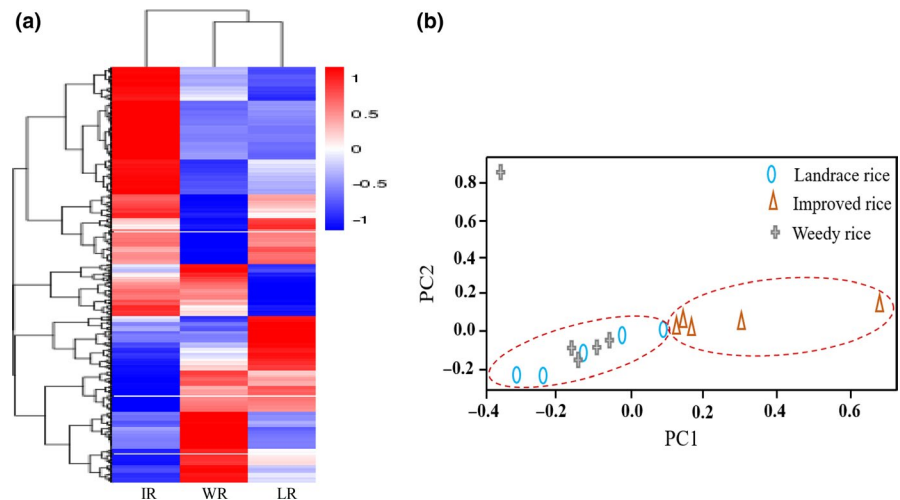 (a)
1
0.5
0
−0.5
−1
IR WR LR
(b)
Landrace rice
Improved rice
Weedy rice
PC2
0.8
0.6
0.4
0.2
0.0
−0.2
−0.4 −0.2 0.0 0.2 0.4 0.6
PC1